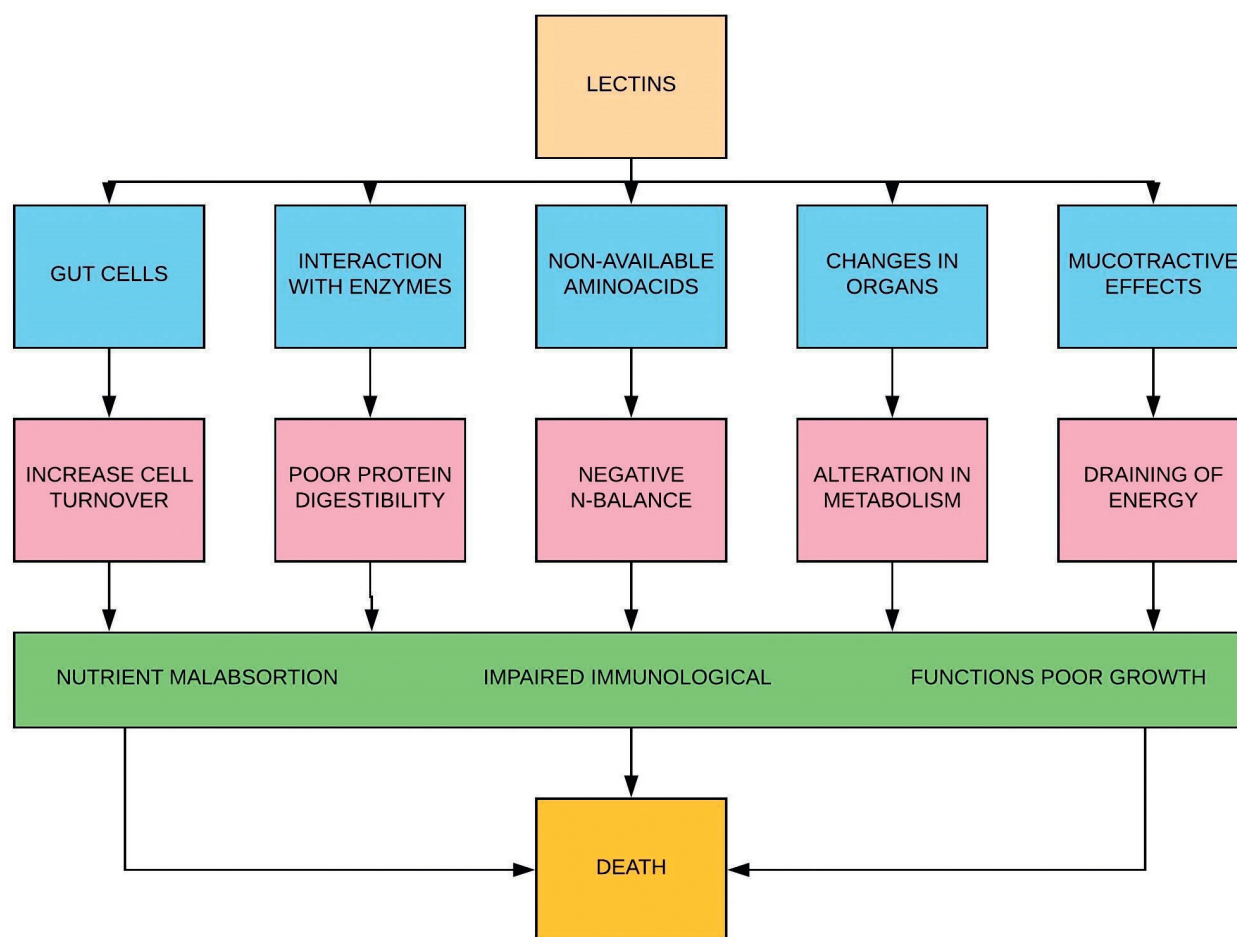 LECTINS
GUT CELLS
INTERACTION
WITH ENZYMES
NON-AVAILABLE
AMINOACIDS
CHANGES IN
ORGANS
MUCOTRACTIVE
EFFECTS
INCREASE CELL
TURNOVER
POOR PROTEIN
DIGESTIBILITY
NEGATIVE
N-BALANCE
ALTERATION IN
METABOLISM
DRAINING OF
ENERGY
NUTRIENT MALABSORTION
IMPAIRED IMMUNOLOGICAL
FUNCTIONS POOR GROWTH
DEATH